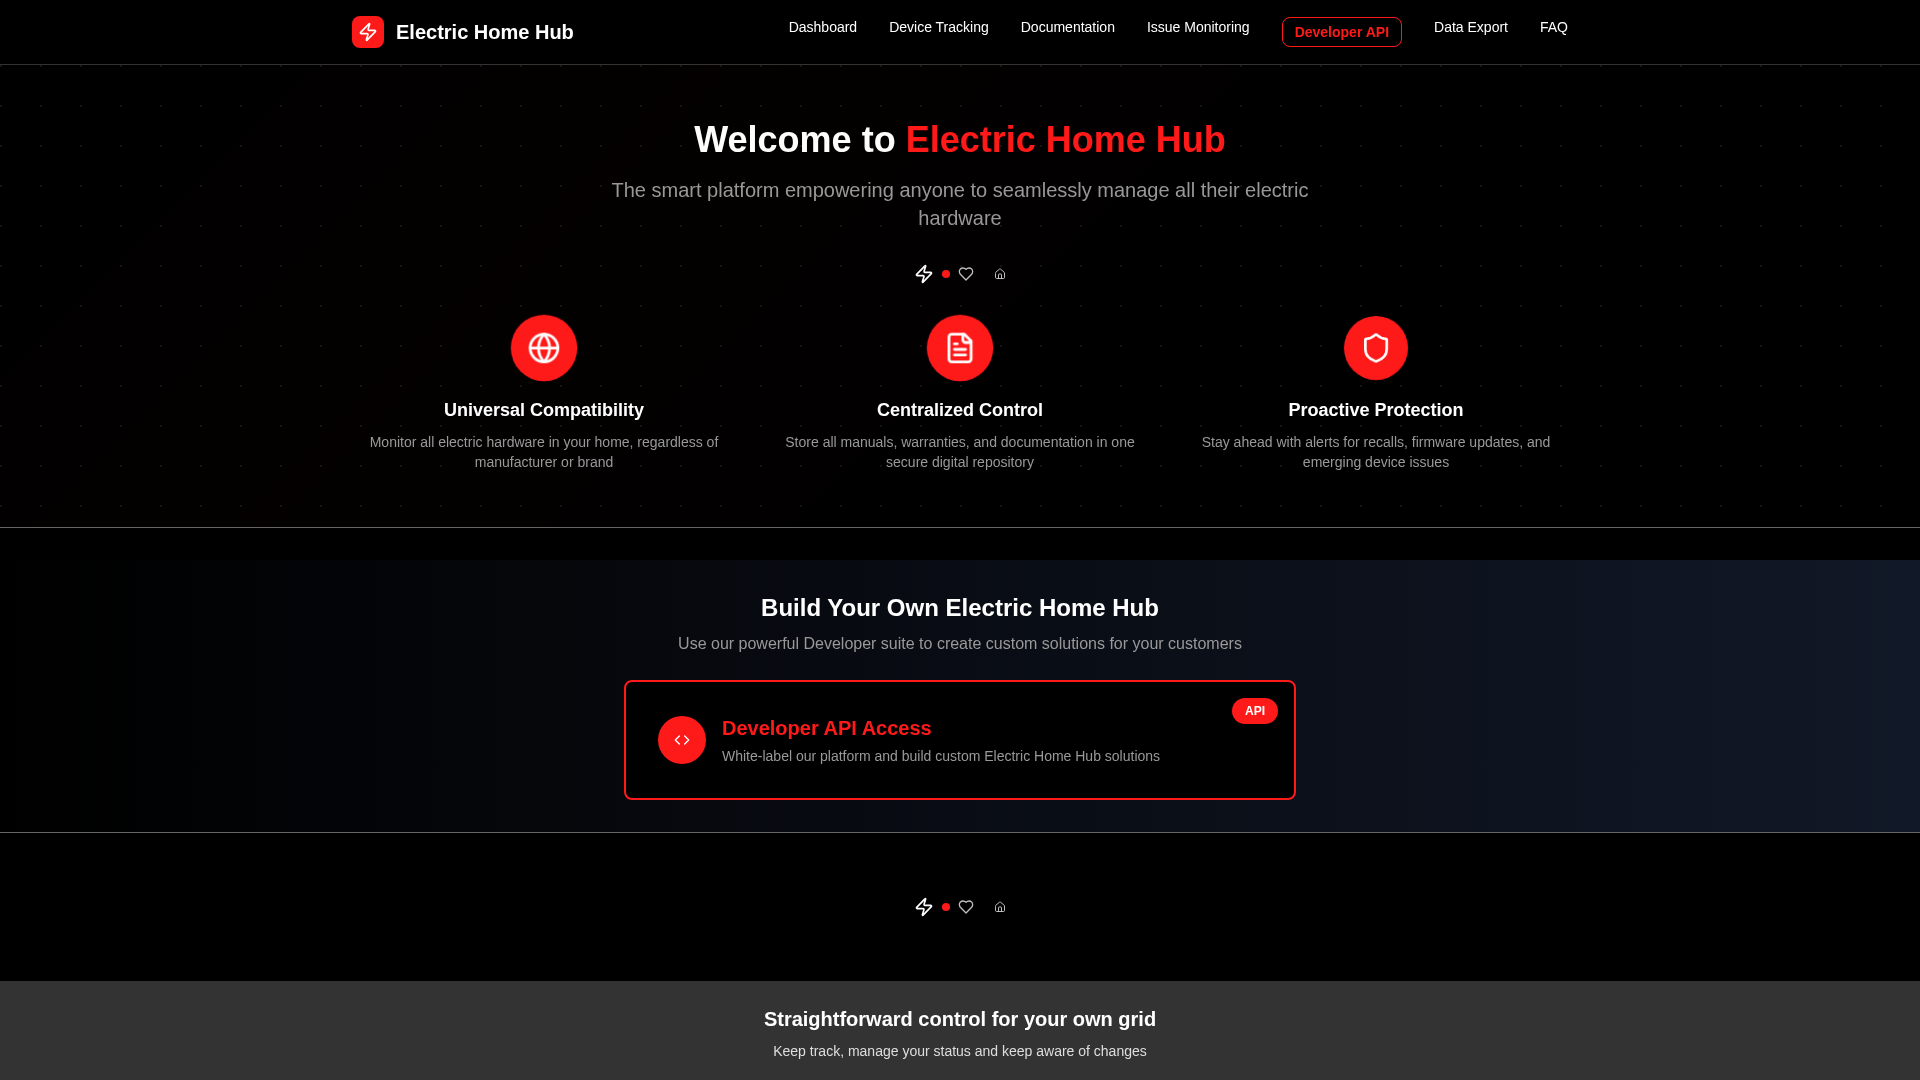 Electric Home Hub
Dashboard
Device Tracking
Documentation
Issue Monitoring
Developer API
Data Export
FAQ
Welcome to Electric Home Hub
The smart platform empowering anyone to seamlessly manage all their electric
hardware
Universal Compatibility
Monitor all electric hardware in your home, regardless of
manufacturer or brand
Centralized Control
Store all manuals, warranties, and documentation in one
secure digital repository
Proactive Protection
Stay ahead with alerts for recalls, firmware updates, and
emerging device issues
Build Your Own Electric Home Hub
Use our powerful Developer suite to create custom solutions for your customers
API
Developer API Access
White-label our platform and build custom Electric Home Hub solutions
Straightforward control for your own grid
Keep track, manage your status and keep aware of changes